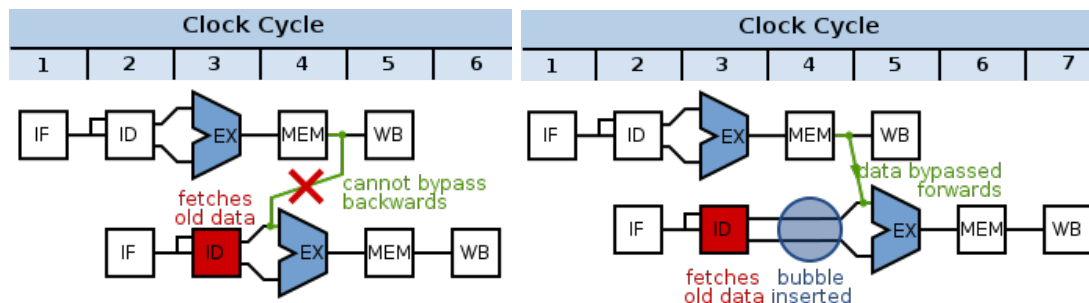 Clock Cycle
1 2 3 4 5 6
IF ID EX MEM WB
fetches
old data
cannot bypass
backwards
IF ID EX MEM WB
Clock Cycle
1 2 3 4 5 6 7
IF ID EX MEM WB
data bypassed
forwards
IF ID EX MEM WB
fetches
old data
bubble
inserted